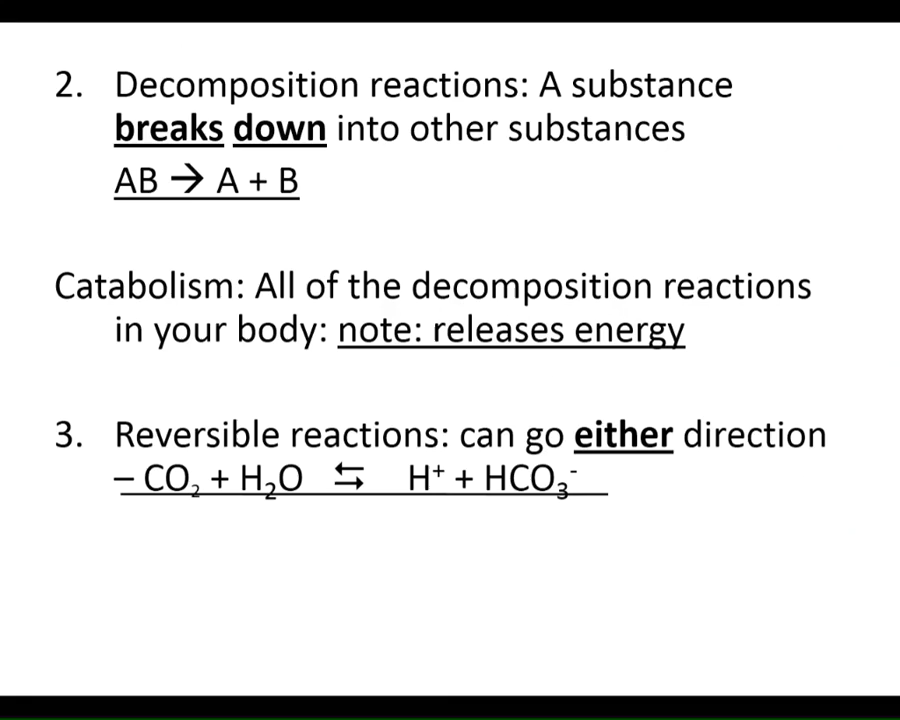 2. Decomposition reactions: A substance
breaks down into other substances
AB → A + B
Catabolism: All of the decomposition reactions
in your body: note: releases energy
3. Reversible reactions: can go either direction
– CO₂ + H₂O ⇆ H⁺ + HCO₃⁻